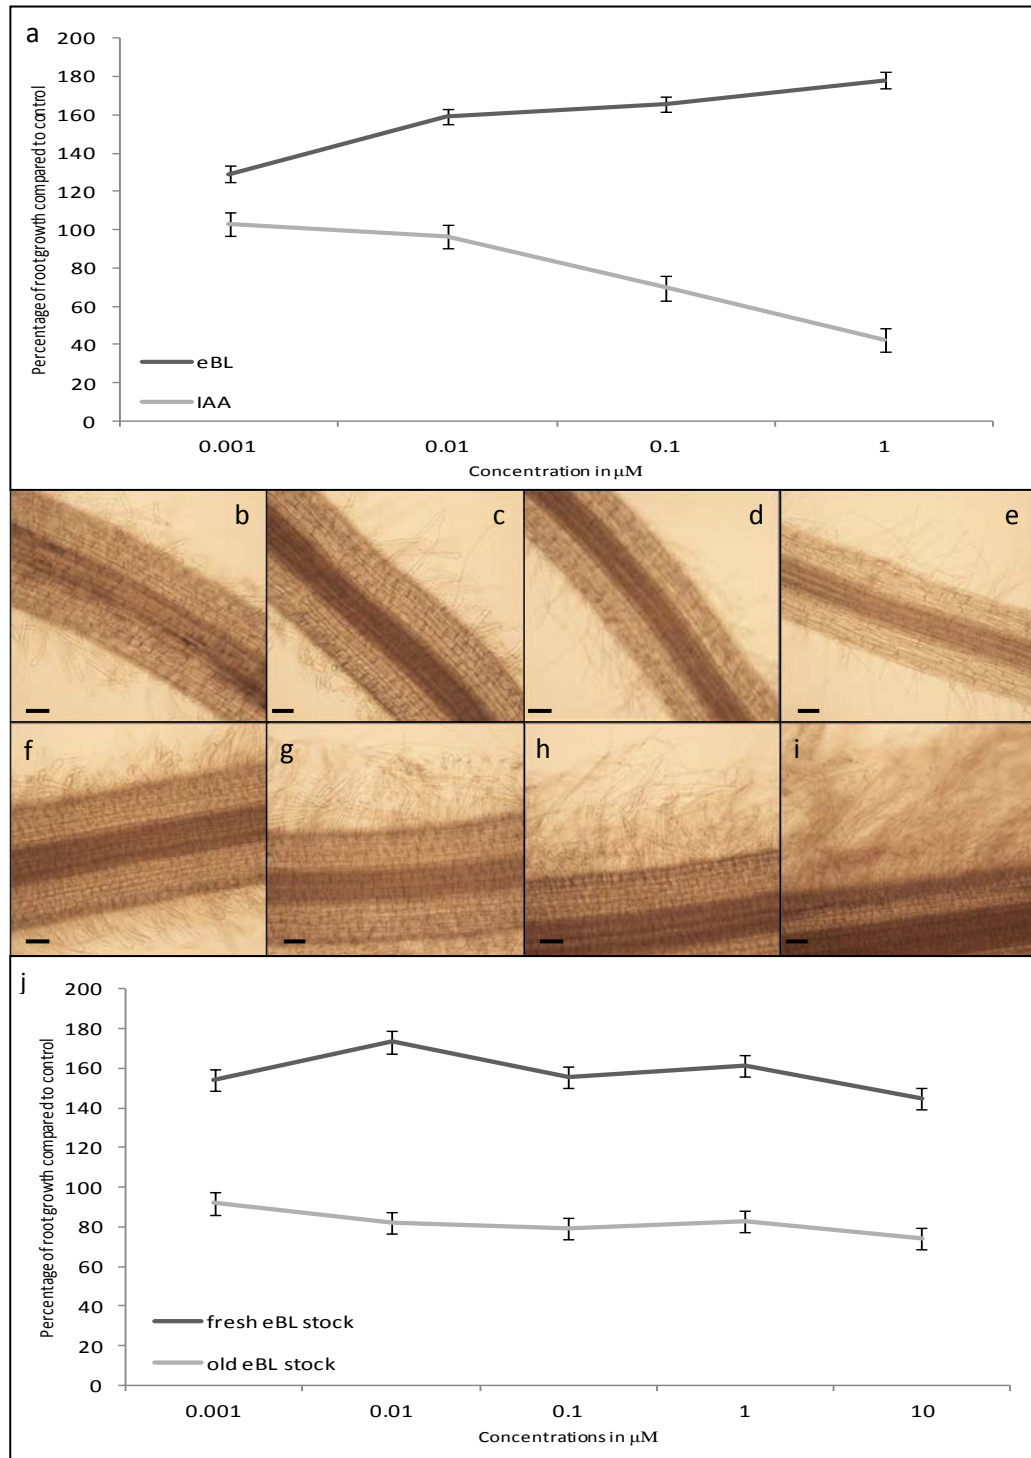 a
200
180
160
140
120
100
80
60
40
20
0
Percentage of root growth compared to control
eBL
IAA
0.001 0.01 0.1 1
Concentration in μM
b c d e
f g h i
j
200
180
160
140
120
100
80
60
40
20
0
Percentage of root growth compared to control
fresh eBL stock
old eBL stock
0.001 0.01 0.1 1 10
Concentrations in μM